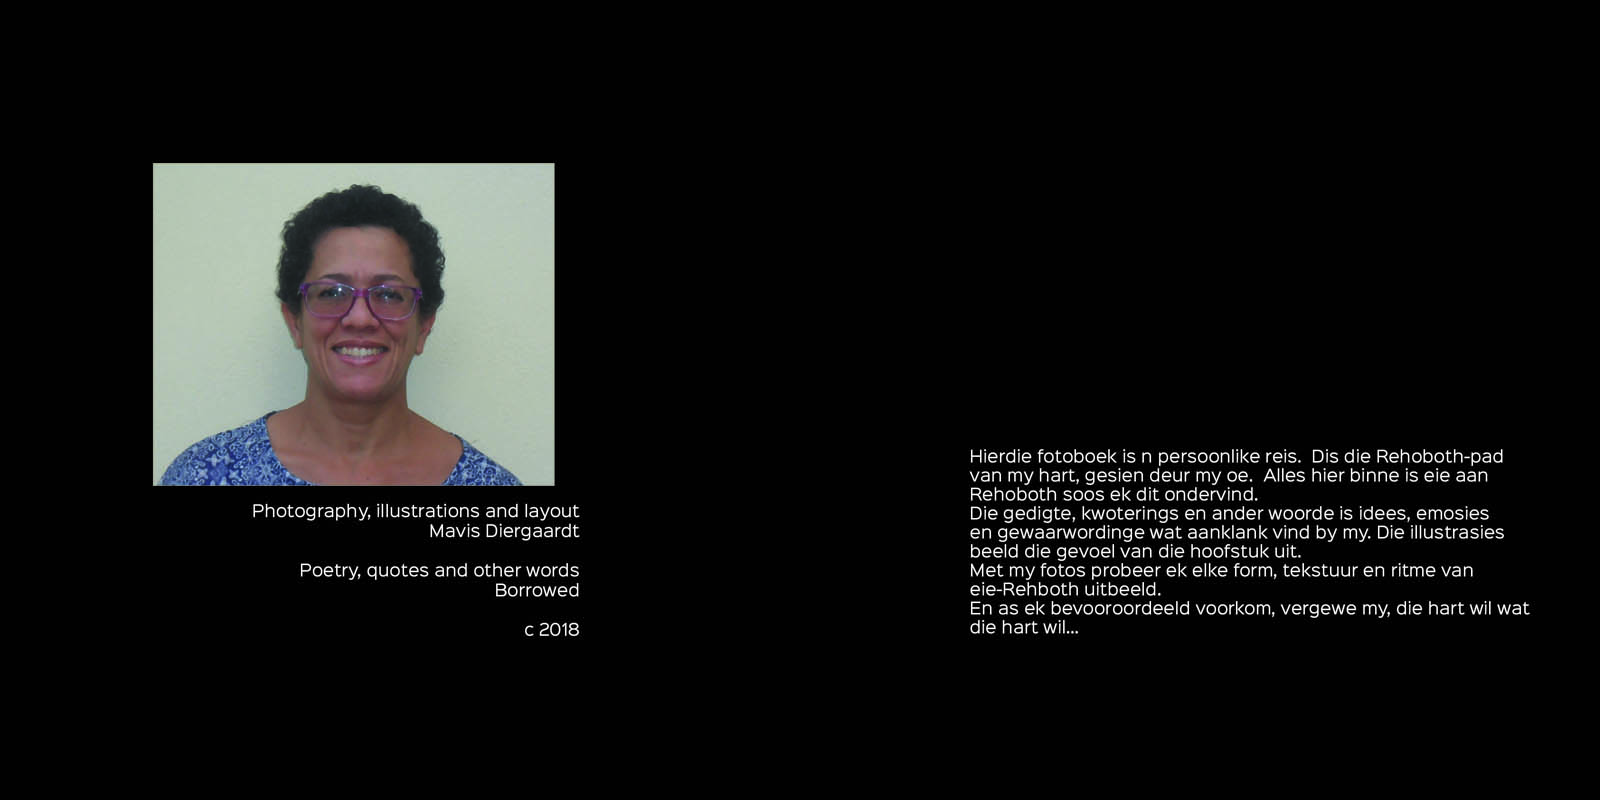 Photography, illustrations and layout
Mavis Diergaardt
Poetry, quotes and other words
Borrowed
c 2018
Hierdie fotoboek is n persoonlike reis.  Dis die Rehoboth-pad
van my hart, gesien deur my oe.  Alles hier binne is eie aan
Rehoboth soos ek dit ondervind.
Die gedigte, kwoterings en ander woorde is idees, emosies
en gewaarwordinge wat aanklank vind by my. Die illustrasies
beeld die gevoel van die hoofstuk uit.
Met my fotos probeer ek elke form, tekstuur en ritme van
eie-Rehboth uitbeeld.
En as ek bevooroordeeld voorkom, vergewe my, die hart wil wat
die hart wil...